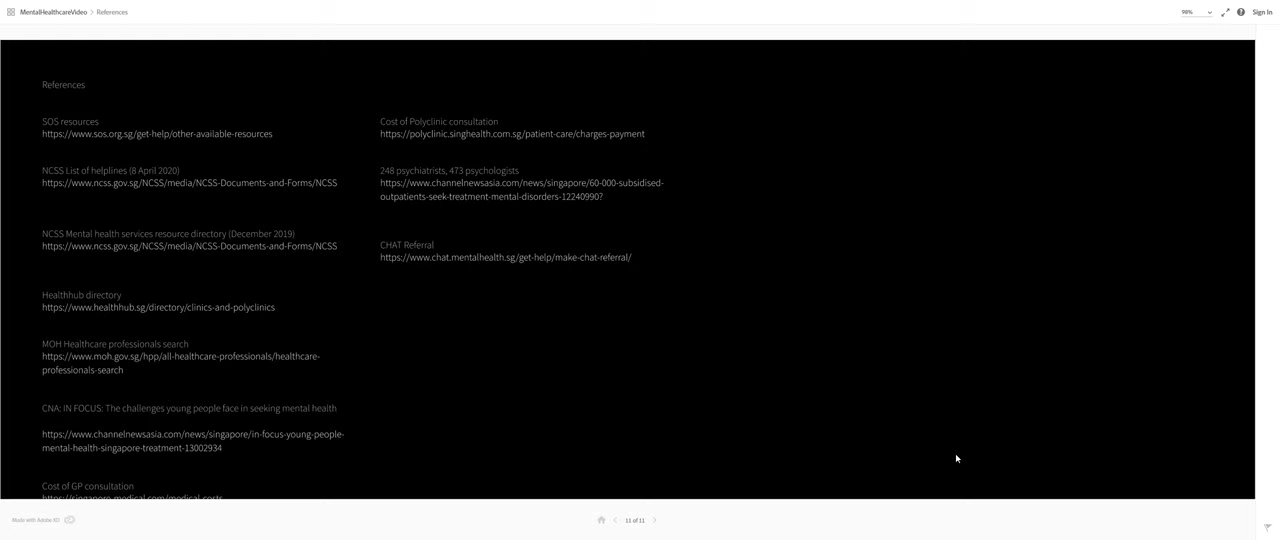 MentalHealthcareVideo > References
98%
Sign in
References
SOS resources
https://www.sos.org.sg/get-help/other-available-resources
NCSS List of helplines (8 April 2020)
https://www.ncss.gov.sg/NCSS/media/NCSS-Documents-and-Forms/NCSS
NCSS Mental health services resource directory (December 2019)
https://www.ncss.gov.sg/NCSS/media/NCSS-Documents-and-Forms/NCSS
Healthhub directory
https://www.healthhub.sg/directory/clinics-and-polyclinics
MOH Healthcare professionals search
https://www.moh.gov.sg/hpp/all-healthcare-professionals/healthcare-
professionals-search
CNA: IN FOCUS: The challenges young people face in seeking mental health
https://www.channelnewsasia.com/news/singapore/in-focus-young-people-
mental-health-singapore-treatment-13002934
Cost of GP consultation
https://singapore.medical.com/medical-costs
Cost of Polyclinic consultation
https://polyclinic.singhealth.com.sg/patient-care/charges-payment
248 psychiatrists, 473 psychologists
https://www.channelnewsasia.com/news/singapore/60-000-subsidised-
outpatients-seek-treatment-mental-disorders-12240990?
CHAT Referral
https://www.chat.mentalhealth.sg/get-help/make-chat-referral/
Made with Adobe XD
11 of 11